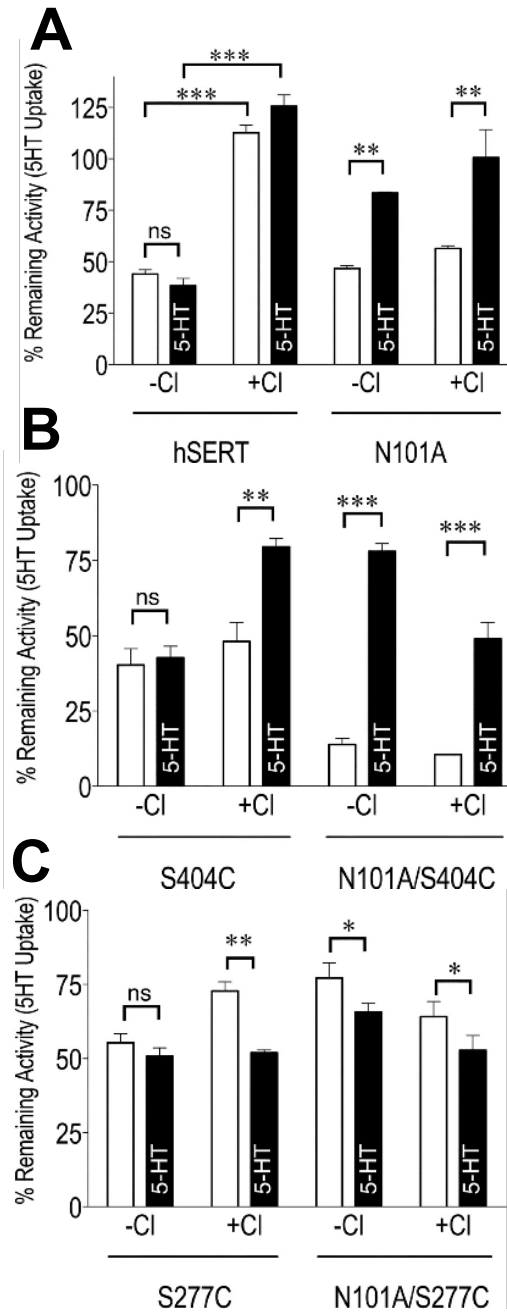 A
% Remaining Activity (5HT Uptake)
125
100
75
50
25
0
***
***
**
**
ns
5-HT
5-HT
5-HT
5-HT
-Cl
+Cl
-Cl
+Cl
hSERT
N101A
B
% Remaining Activity (5HT Uptake)
100
75
50
25
0
**
***
***
ns
5-HT
5-HT
5-HT
5-HT
-Cl
+Cl
-Cl
+Cl
S404C
N101A/S404C
C
% Remaining Activity (5HT Uptake)
100
75
50
25
0
ns
**
*
*
5-HT
5-HT
5-HT
5-HT
-Cl
+Cl
-Cl
+Cl
S277C
N101A/S277C